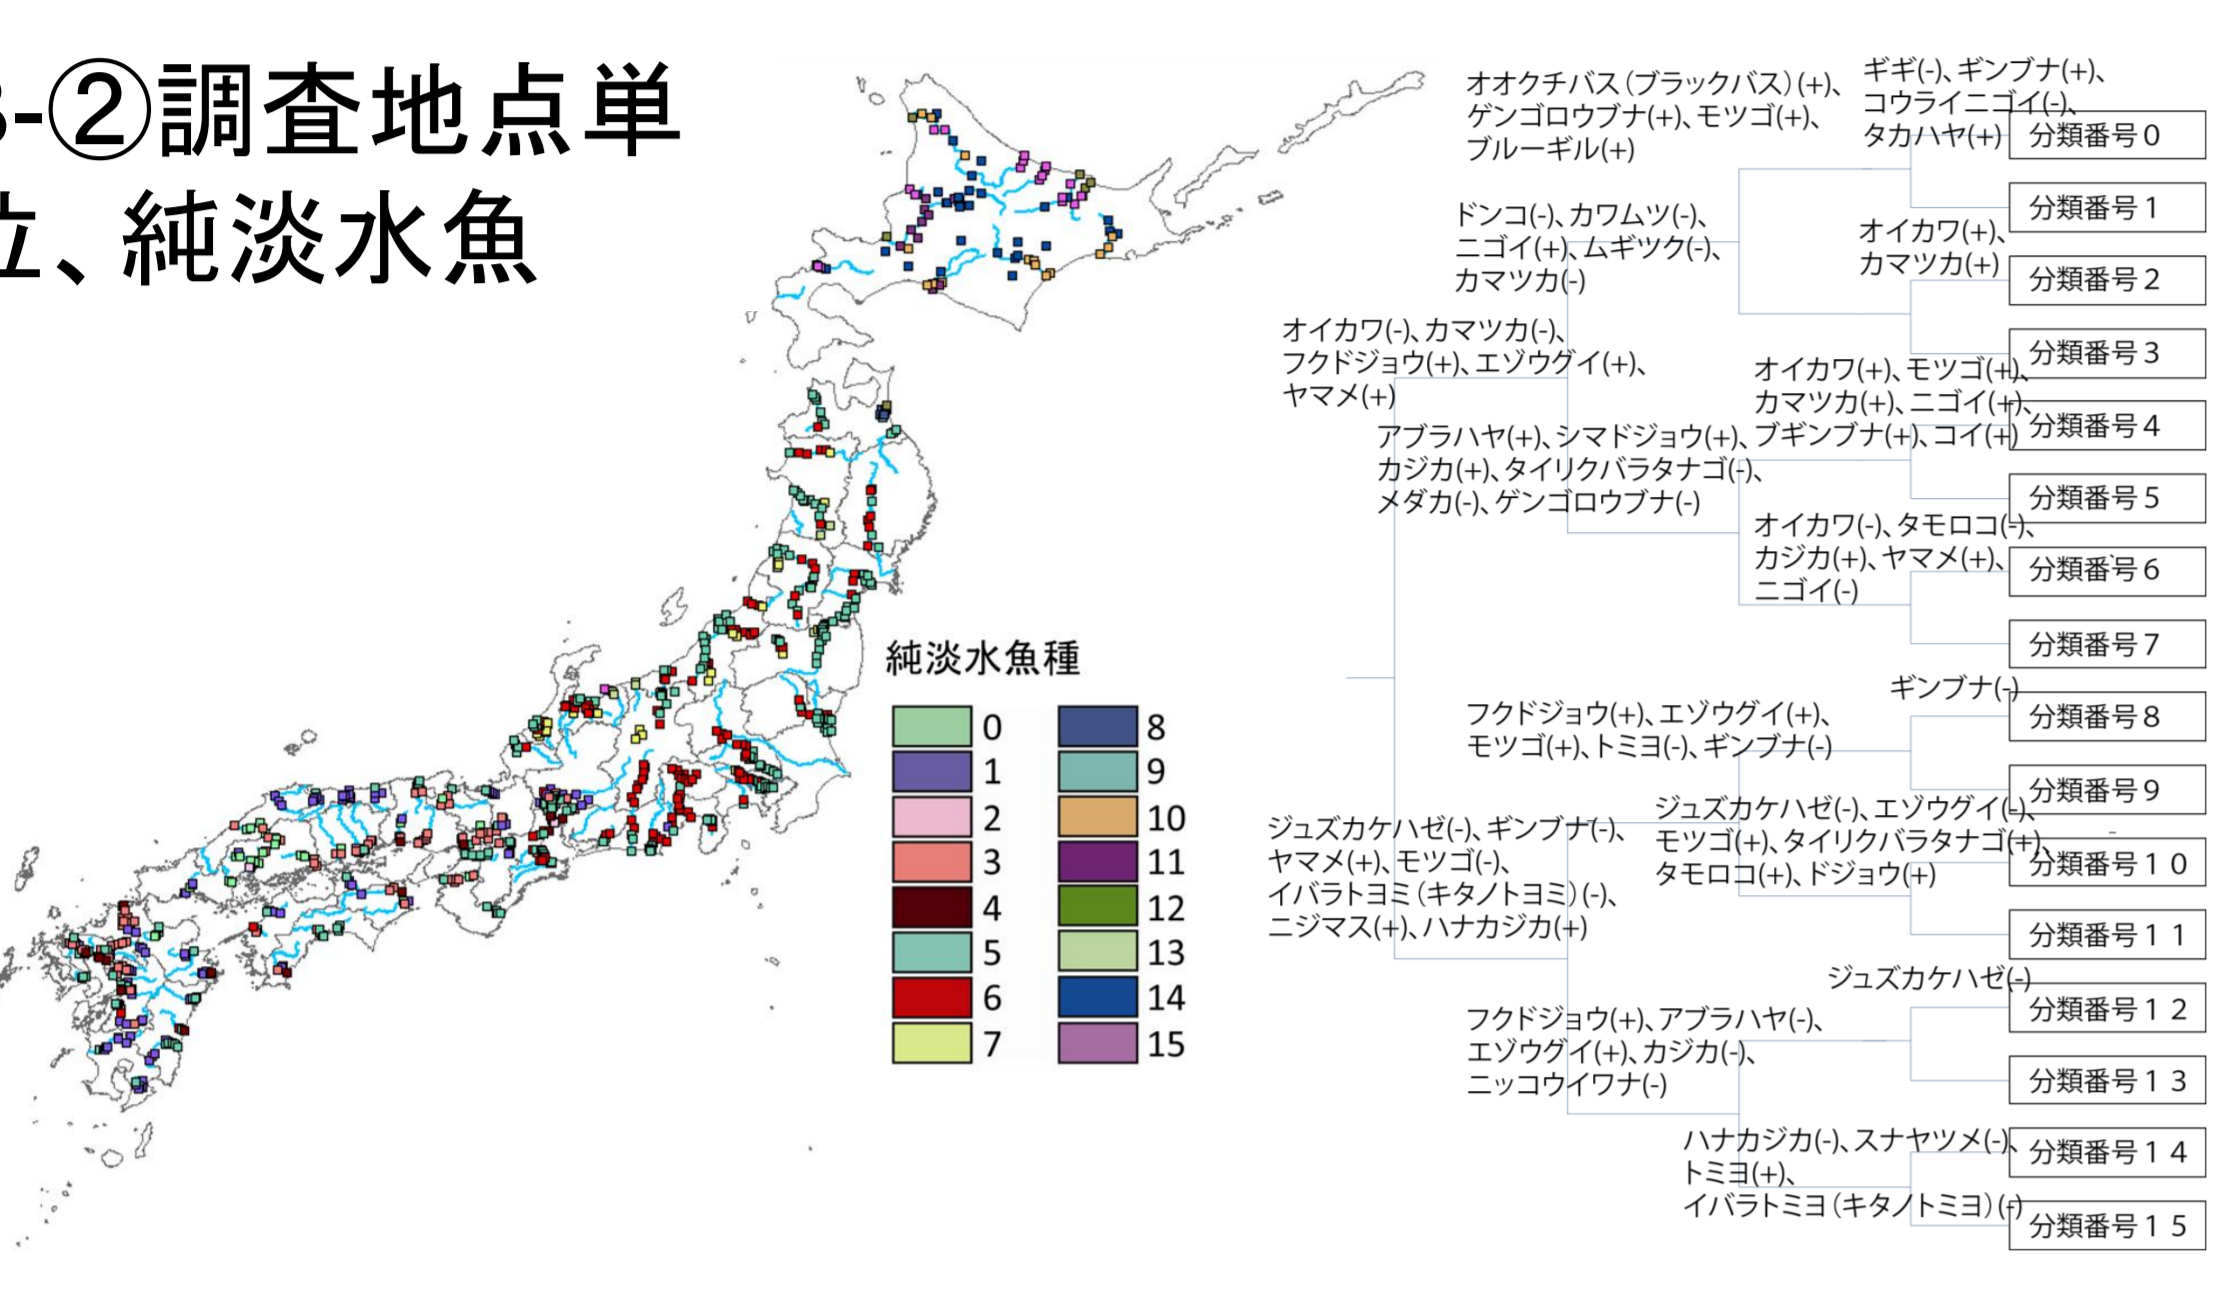 3-②調査地点単
位、純淡水魚
純淡水魚種
0
1
2
3
4
5
6
7
8
9
10
11
12
13
14
15
オオクチバス（ブラックバス）(+)、
ゲンゴロウブナ(+)、モツゴ(+)、
ブルーギル(+)
ギギ(-)、ギンブナ(+)、
コウライニゴイ(-)、
タカハヤ(+)
ドンコ(-)、カワムツ(-)、
ニゴイ(+)、ムギツク(-)、
カマツカ(-)
オイカワ(+)、
カマツカ(+)
オイカワ(-)、カマツカ(-)、
フクドジョウ(+)、エゾウグイ(+)、
ヤマメ(+)
オイカワ(+)、モツゴ(+)、
カマツカ(+)、ニゴイ(+)、
ブギンブナ(+)、コイ(+)
アブラハヤ(+)、シマドジョウ(+)、
カジカ(+)、タイリクバラタナゴ(-)、
メダカ(-)、ゲンゴロウブナ(-)
オイカワ(-)、タモロコ(-)、
カジカ(+)、ヤマメ(+)、
ニゴイ(-)
ギンブナ(-)
フクドジョウ(+)、エゾウグイ(+)、
モツゴ(+)、トミヨ(-)、ギンブナ(-)
ジュズカケハゼ(-)、エゾウグイ(-)、
モツゴ(+)、タイリクバラタナゴ(+)、
タモロコ(+)、ドジョウ(+)
ジュズカケハゼ(-)、ギンブナ(-)、
ヤマメ(+)、モツゴ(-)、
イバラトヨミ（キタノトヨミ）(-)、
ニジマス(+)、ハナカジカ(+)
ジュズカケハゼ(-)
フクドジョウ(+)、アブラハヤ(-)、
エゾウグイ(+)、カジカ(-)、
ニッコウイワナ(-)
ハナカジカ(-)、スナヤツメ(-)、
トミヨ(+)、
イバラトミヨ（キタノトミヨ）(-)
分類番号０
分類番号１
分類番号２
分類番号３
分類番号４
分類番号５
分類番号６
分類番号７
分類番号８
分類番号９
分類番号１０
分類番号１１
分類番号１２
分類番号１３
分類番号１４
分類番号１５